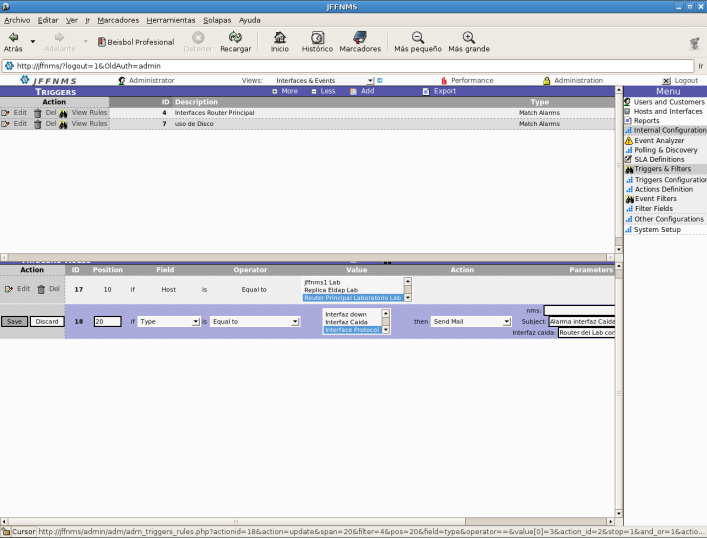 JFFNMS
Archivo Editar Ver Ir Marcadores Herramientas Solapas Ayuda
Atrás Adelante Beisbol Profesional Detener Recargar Inicio Histórico Marcadores Más pequeño Más grande
http://jffnms/?logout=1&OldAuth=admin Ir
JFFNMS Administrator Views: Interfaces & Events Performance Administration Logout
TRIGGERS More Less Add Export
Action ID Description Type
Edit Del View Rules 4 Interfaces Router Principal Match Alarms
Edit Del View Rules 7 uso de Disco Match Alarms
Menu
Users and Customers
Hosts and Interfaces
Reports
Internal Configuration
Event Analyzer
Polling & Discovery
SLA Definitions
Triggers & Filters
Triggers Configuration
Actions Definition
Event Filters
Filter Fields
Other Configurations
System Setup
Action ID Position Field Operator Value Action Parameters
Edit Del 17 10 if Host is Equal to
jffnms1 Lab
Replica Eldap Lab
Router Principal Laboratorio Lab
Save Discard 18 20 if Type is Equal to
Interfaz down
Interfaz Caida
Interface Protocol
then Send Mail
nms:
Subject: Alarma interfaz Caida
Interfaz caida: Router del Lab con
Cursor http://jffnms/admin/adm/adm_triggers_rules.php?actionid=18&action=update&span=20&filter=4&pos=20&field=type&operator==&value[0]=3&action_id=2&stop=1&and_or=1&actio...